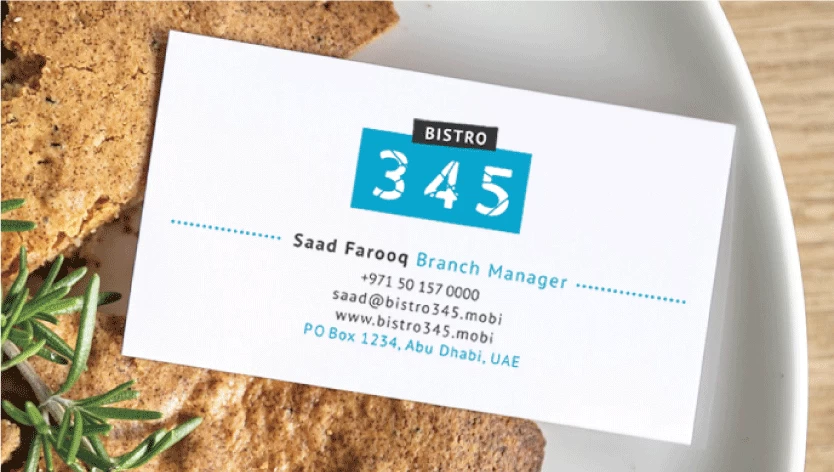 BISTRO
345
Saad Farooq Branch Manager
+971 50 157 0000
saad@bistro345.mobi
www.bistro345.mobi
PO Box 1234, Abu Dhabi, UAE